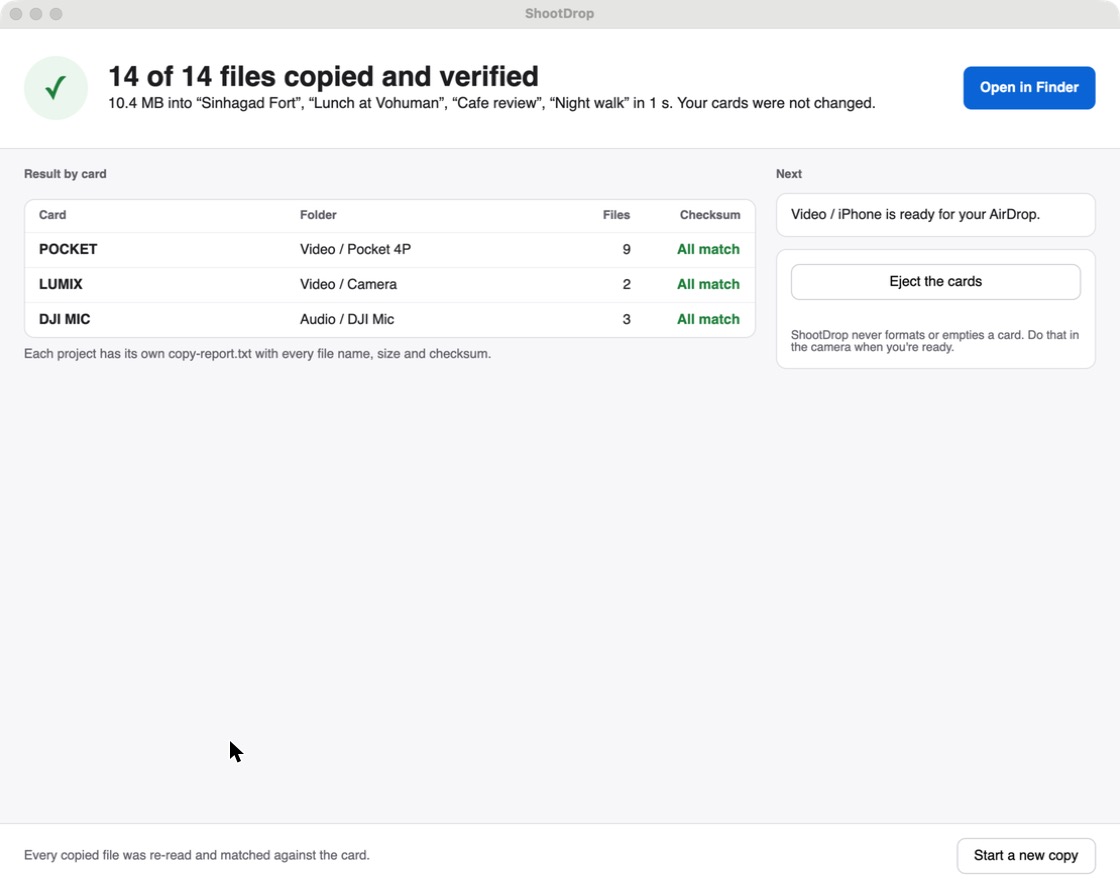 ShootDrop
14 of 14 files copied and verified
10.4 MB into “Sinhagad Fort”, “Lunch at Vohuman”, “Cafe review”, “Night walk” in 1 s. Your cards were not changed.
Open in Finder
Result by card
Card Folder Files Checksum
POCKET Video / Pocket 4P 9 All match
LUMIX Video / Camera 2 All match
DJI MIC Audio / DJI Mic 3 All match
Each project has its own copy-report.txt with every file name, size and checksum.
Next
Video / iPhone is ready for your AirDrop.
Eject the cards
ShootDrop never formats or empties a card. Do that in
the camera when you're ready.
Every copied file was re-read and matched against the card.
Start a new copy